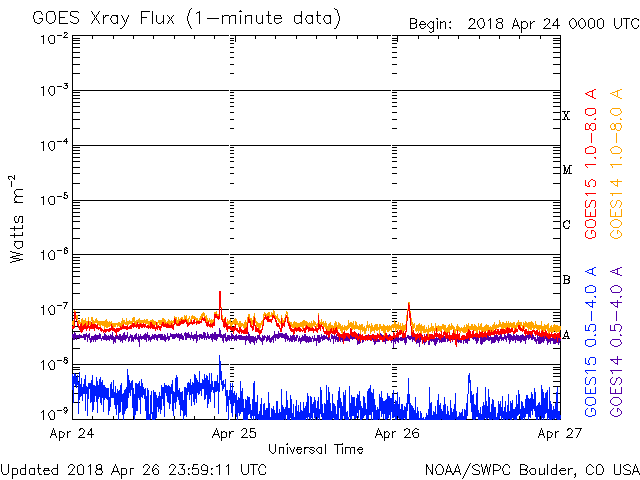 GOES Xray Flux (1-minute data)
Begin: 2018 Apr 24 0000 UTC
10⁻²
10⁻³
10⁻⁴
10⁻⁵
10⁻⁶
10⁻⁷
10⁻⁸
10⁻⁹
Watts m⁻²
X
M
C
B
A
GOES15 1.0-8.0 A
GOES14 1.0-8.0 A
GOES15 0.5-4.0 A
GOES14 0.5-4.0 A
Apr 24 Apr 25 Apr 26 Apr 27
Universal Time
Updated 2018 Apr 26 23:59:11 UTC NOAA/SWPC Boulder, CO USA